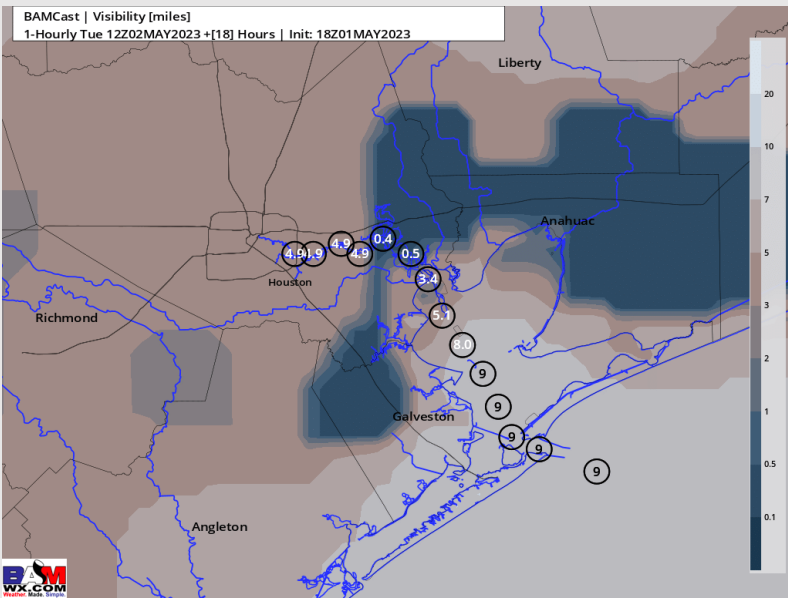 BAMCast | Visibility [miles]
1-Hourly Tue 12Z02MAY2023 +[18] Hours | Init: 18Z01MAY2023
Liberty
20
10
7
5
3
2
1
0.5
0.1
Anahuac
4.9
4.9
4.9
4.9
0.4
0.5
3.4
5.1
8.0
9
9
9
9
9
Houston
Richmond
Galveston
Angleton
BAM
WX.COM
Weather. Made. Simple.